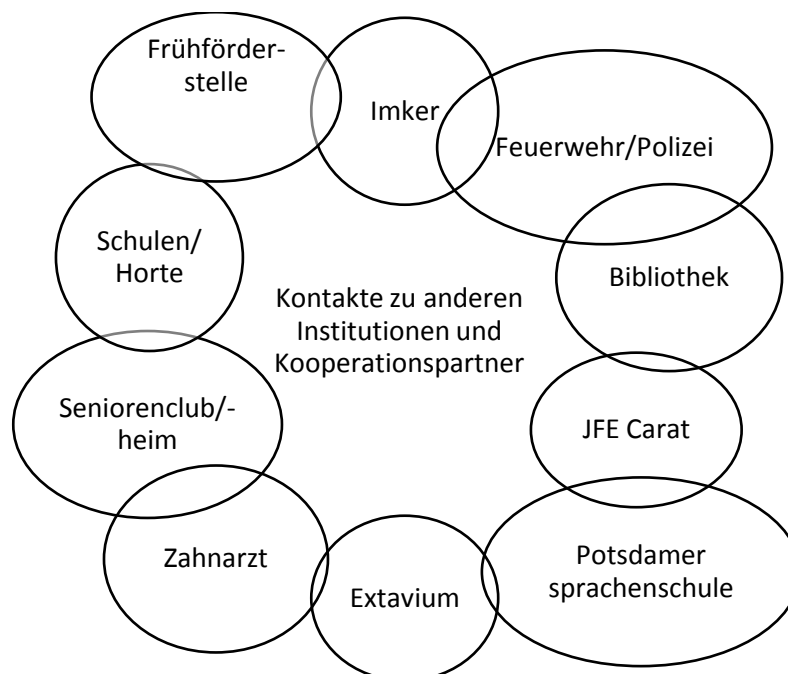 Frühförder-
stelle
Imker
Feuerwehr/Polizei
Schulen/
Horte
Bibliothek
Kontakte zu anderen
Institutionen und
Kooperationspartner
Seniorenclub/-
heim
JFE Carat
Zahnarzt
Extavium
Potsdamer
sprachenschule